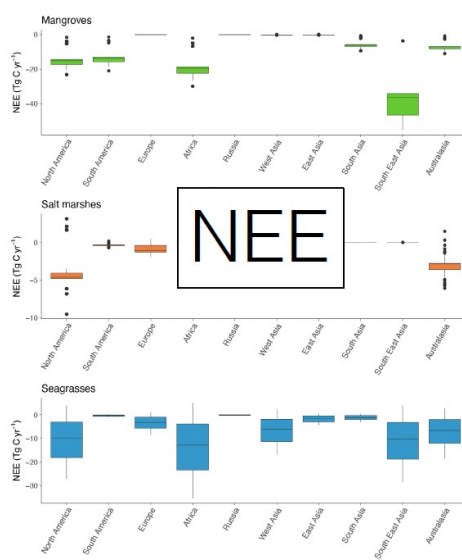 Mangroves
NEE (Tg C yr⁻¹)
0
−20
−40
North America
South America
Europe
Africa
Russia
West Asia
East Asia
South Asia
South East Asia
Australasia
Salt marshes
NEE (Tg C yr⁻¹)
0
−5
−10
NEE
North America
South America
Europe
Africa
Russia
West Asia
East Asia
South Asia
South East Asia
Australasia
Seagrasses
NEE (Tg C yr⁻¹)
0
−10
−20
−30
North America
South America
Europe
Africa
Russia
West Asia
East Asia
South Asia
South East Asia
Australasia